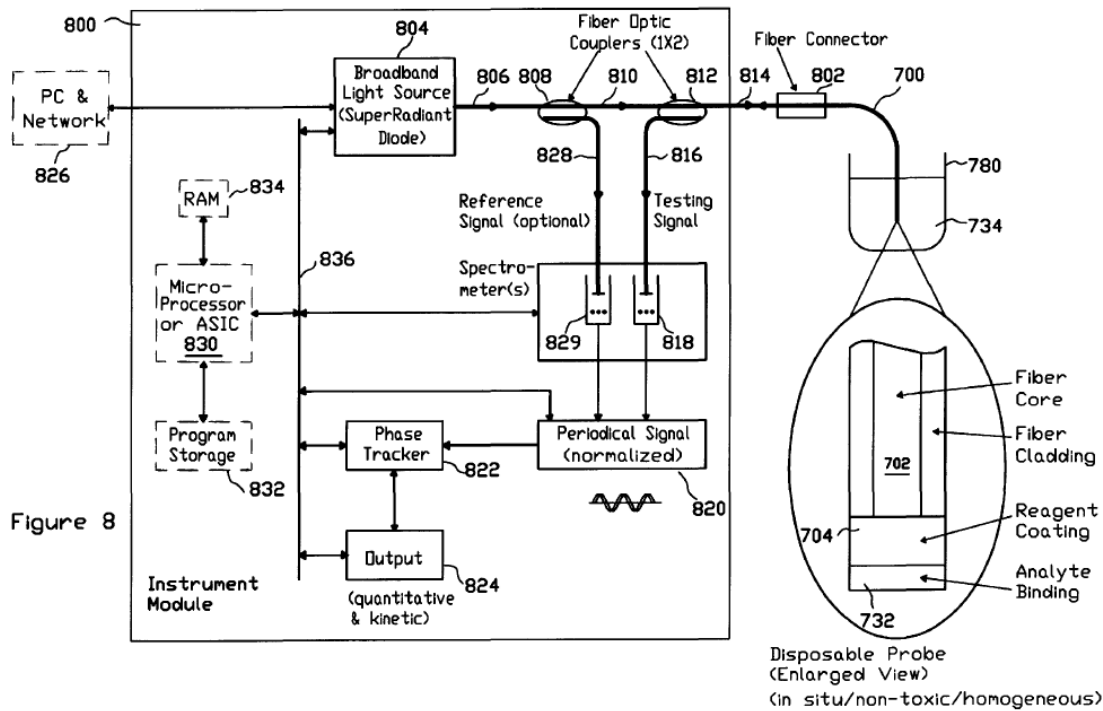 800
804
Broadband
Light Source
(SuperRadiant
Diode)
806
808
Fiber Optic
Couplers (1X2)
810
812
814
Fiber Connector
802
700
PC &
Network
826
828
816
780
734
Reference
Signal (optional)
Testing
Signal
834
RAM
836
Micro-
Processor
or ASIC
830
Spectro-
meter(s)
829
818
Program
Storage
832
Phase
Tracker
822
Periodical Signal
(normalized)
820
Output
824
(quantitative
& kinetic)
Instrument
Module
Figure 8
Fiber
Core
Fiber
Cladding
702
704
Reagent
Coating
Analyte
Binding
732
Disposable Probe
(Enlarged View)
(in situ/non-toxic/homogeneous)